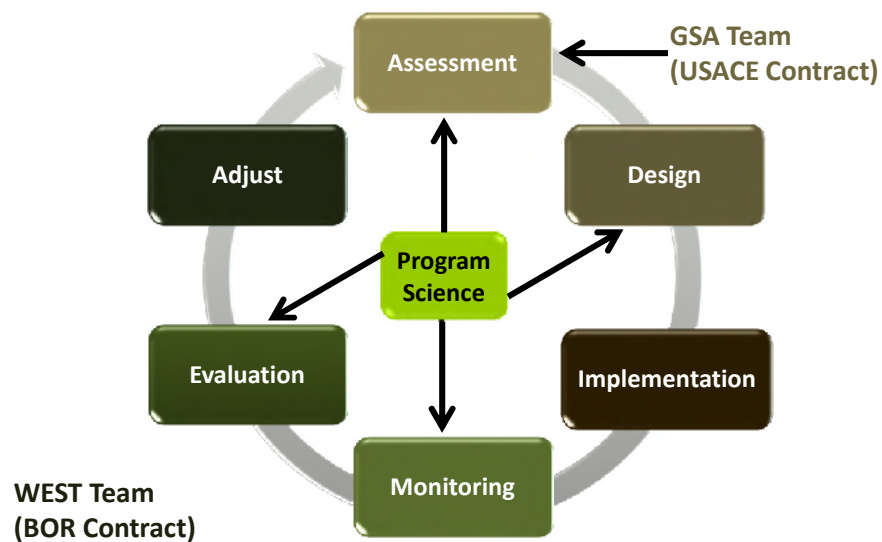 Assessment
GSA Team
(USACE Contract)
Adjust
Design
Program
Science
Evaluation
Implementation
Monitoring
WEST Team
(BOR Contract)